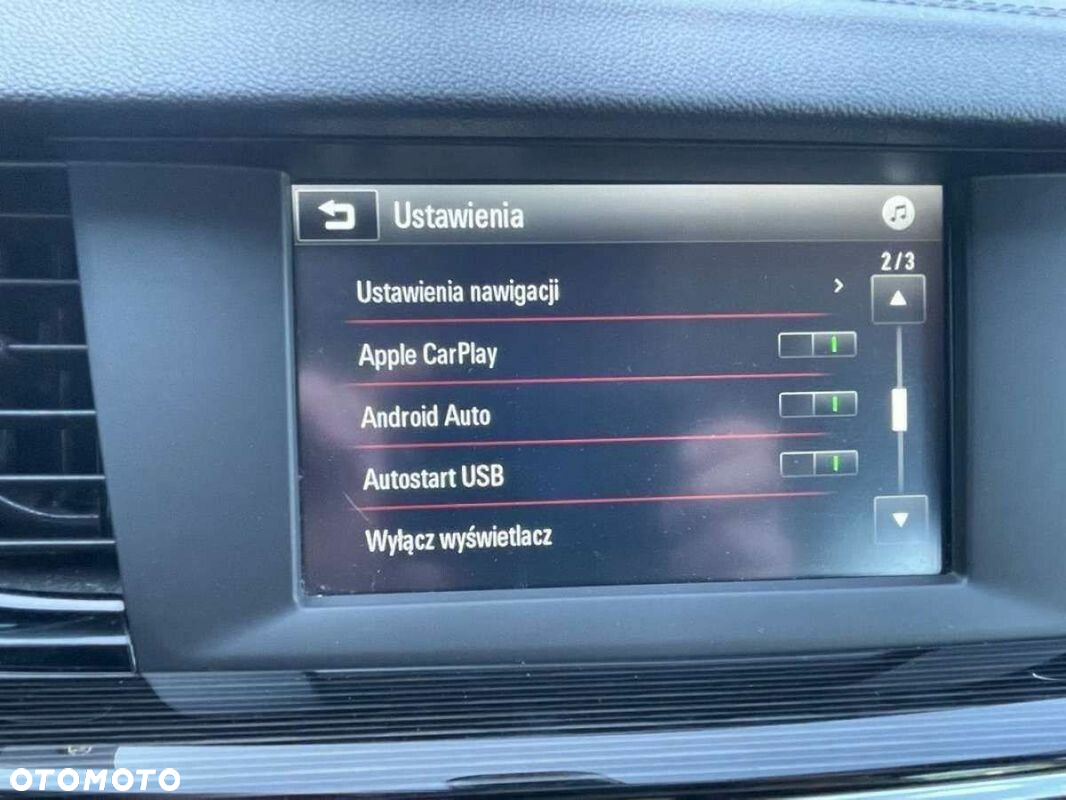 Ustawienia
2/3
Ustawienia nawigacji
Apple CarPlay
Android Auto
Autostart USB
Wyłącz wyświetlacz
OTOMOTO